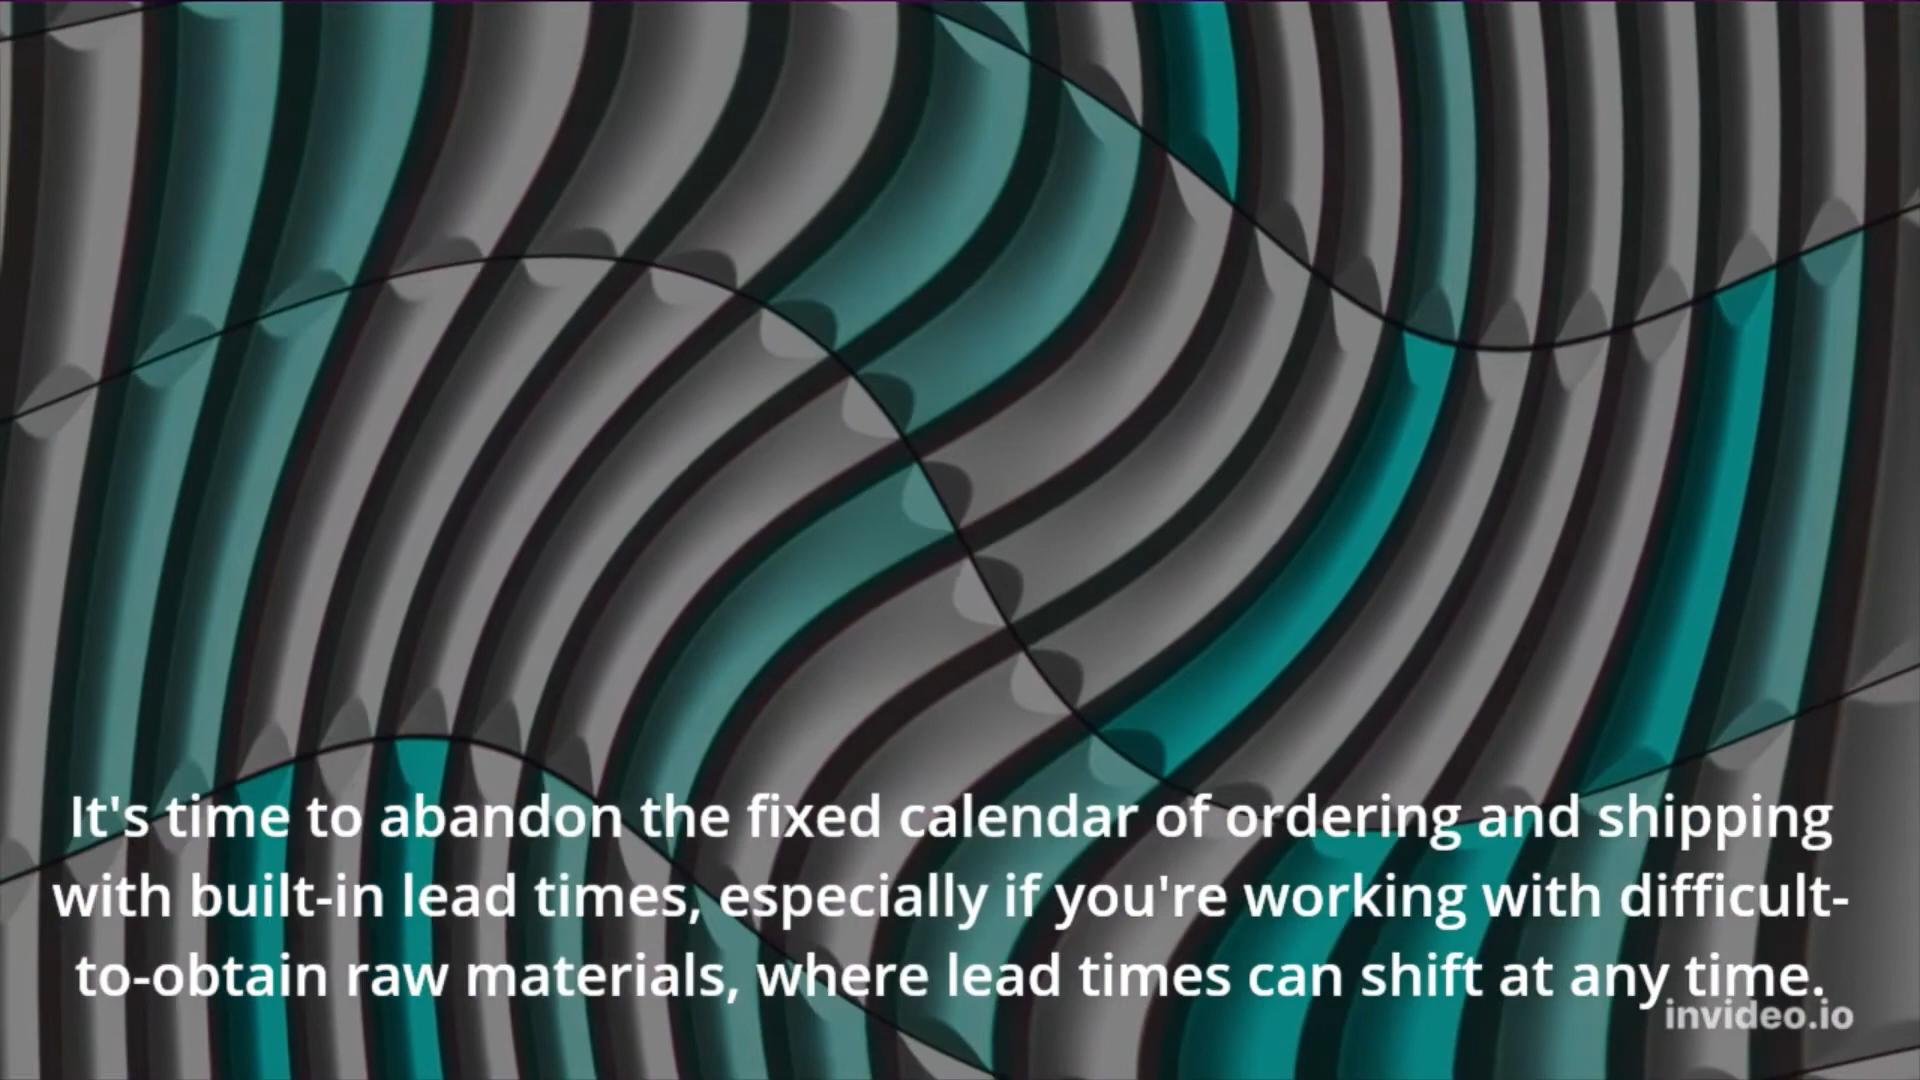 It's time to abandon the fixed calendar of ordering and shipping
with built-in lead times, especially if you're working with difficult-
to-obtain raw materials, where lead times can shift at any time.
invideo.io